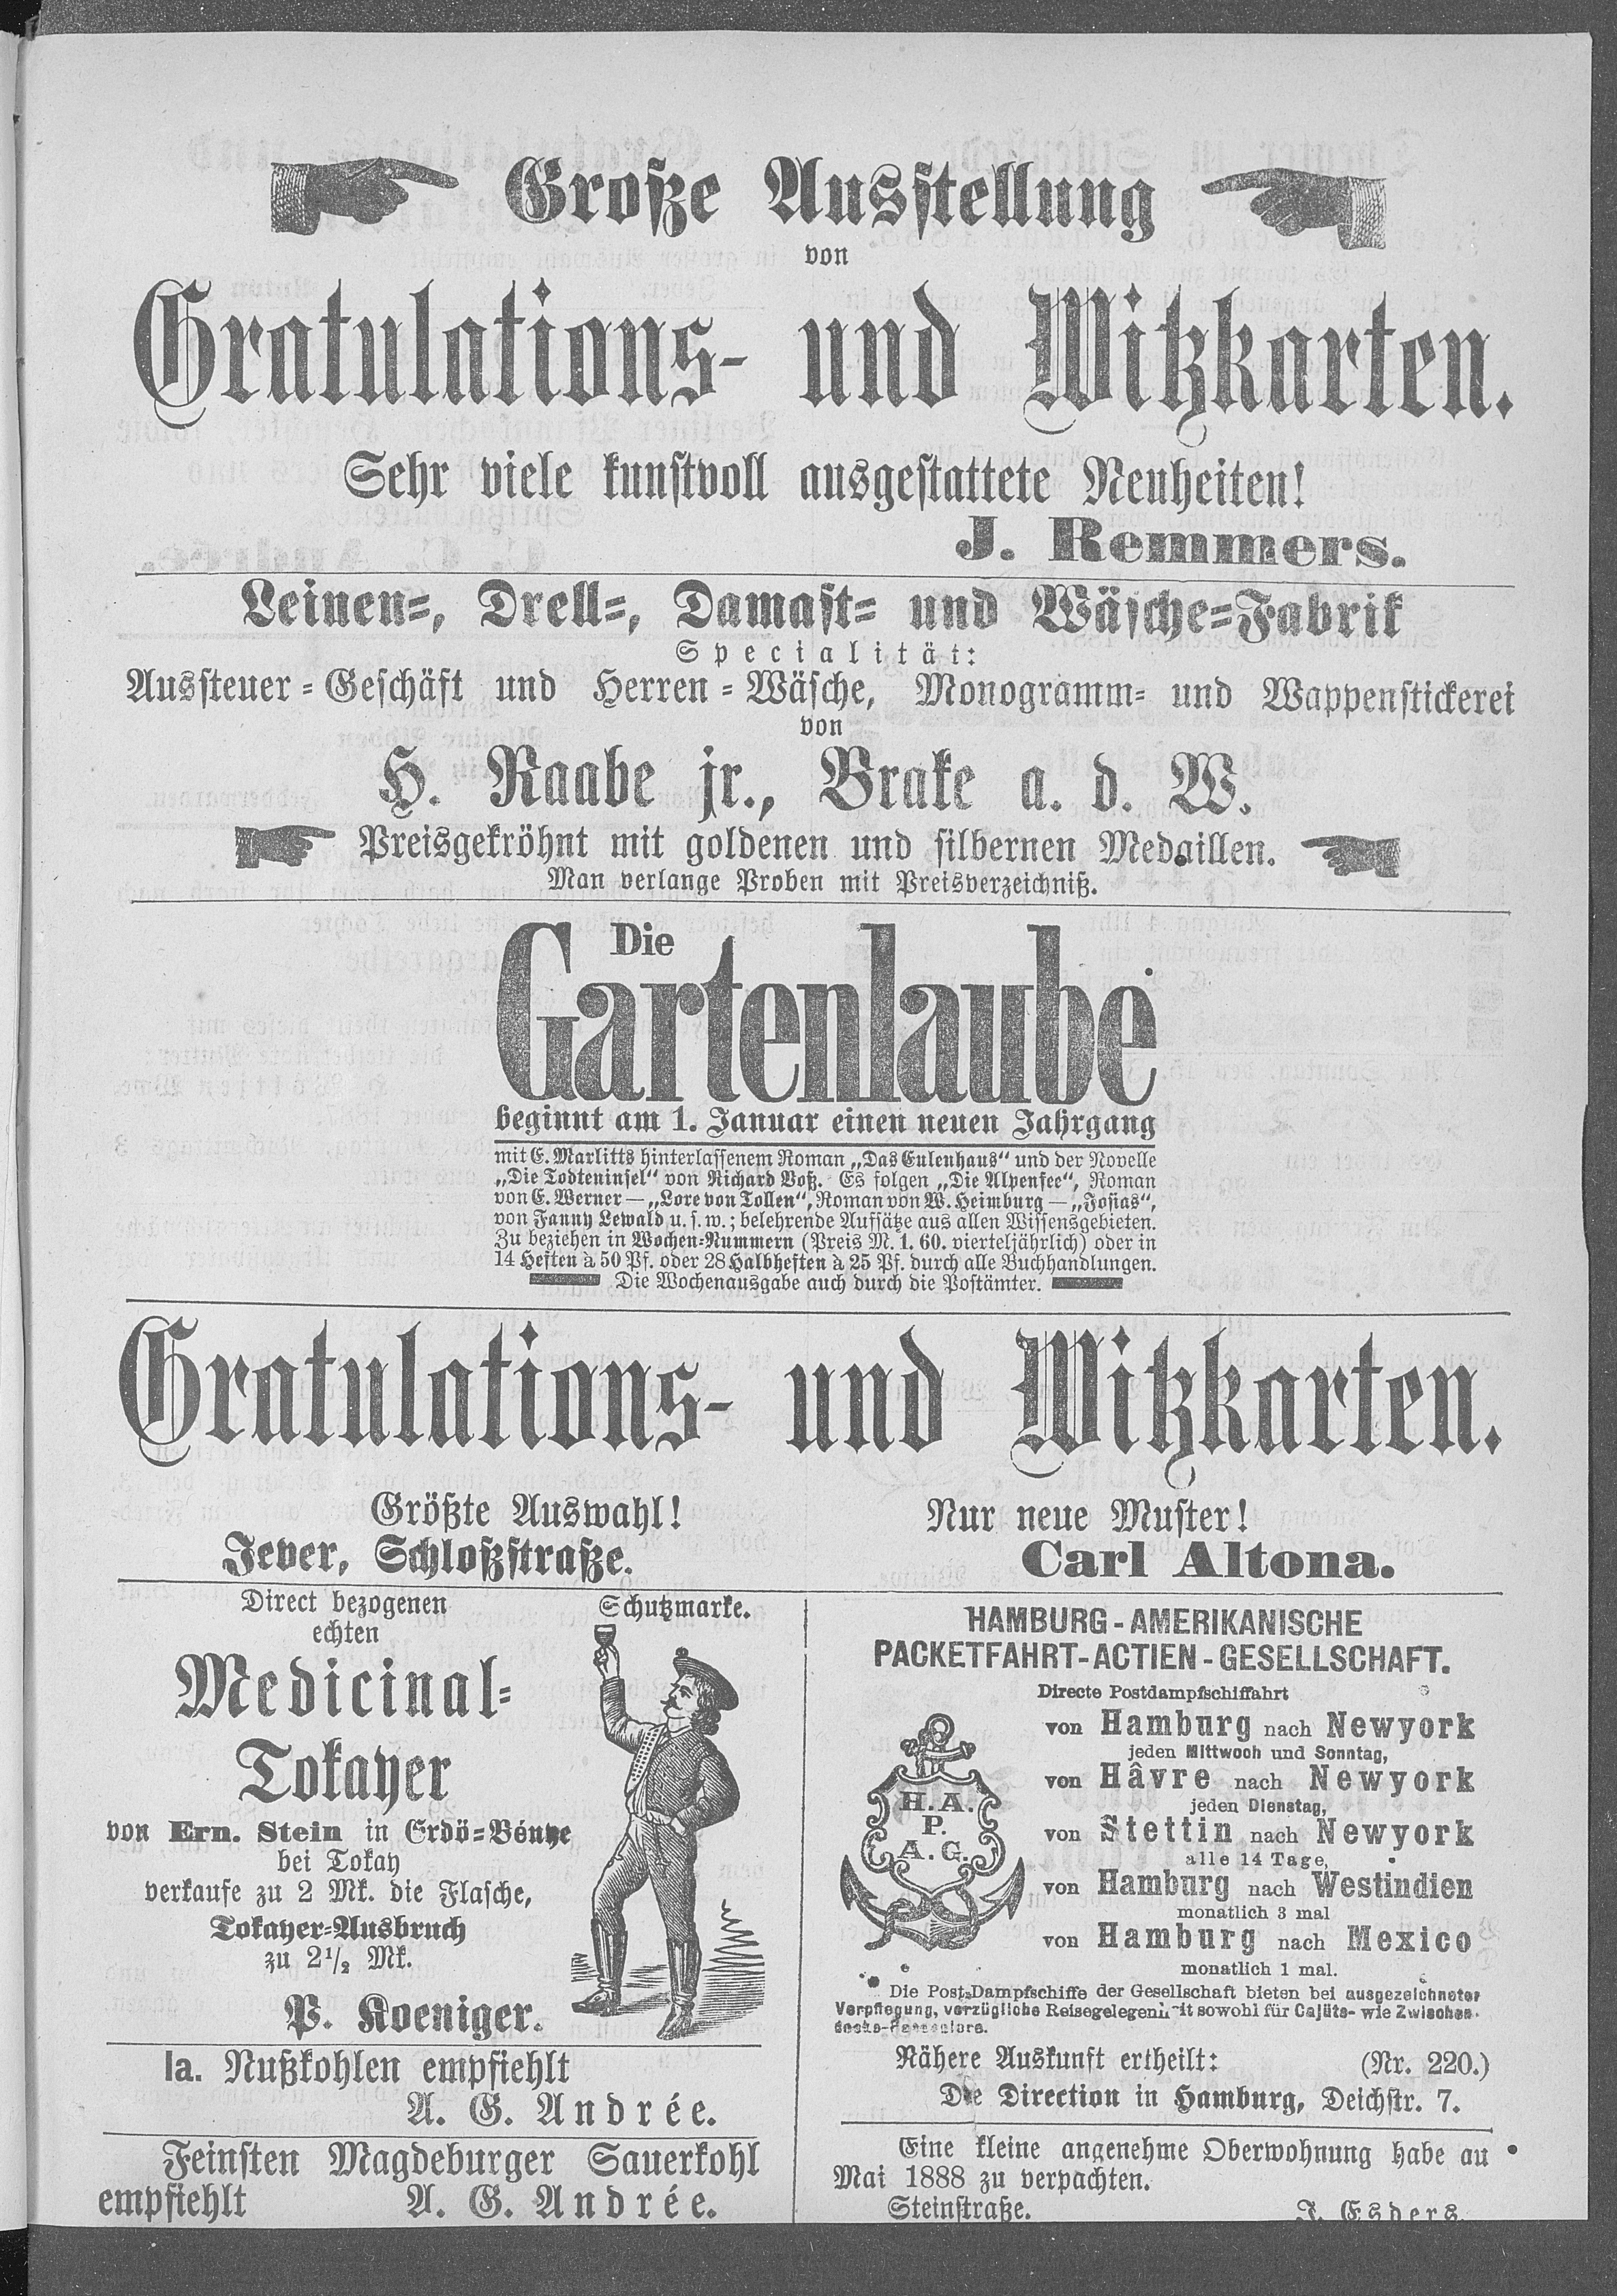 Große Ausstellung
von
Gratulations- und Witzkarten.
Sehr viele kunstvoll ausgestattete Neuheiten!
J. Remmers.
Leinen-, Drell-, Damast- und Wäsche-Fabrik
Specialität:
Aussteuer-Geschäft und Herren-Wäsche, Monogramm- und Wappenstickerei
von
H. Raabe jr., Brake a. d. W.
Preisgekröhnt mit goldenen und silbernen Medaillen.
Man verlange Proben mit Preisverzeichniß.
Die
Gartenlaube
beginnt am 1. Januar einen neuen Jahrgang
mit E. Marlitts hinterlassenem Roman „Das Eulenhaus“ und der Novelle
„Die Todteninsel“ von Richard Voß. Es folgen „Die Alpenfee“, Roman
von E. Werner — „Lore von Tollen“, Roman von W. Heimburg — „Josias“,
von Fanny Lewald u. s. w.; belehrende Aufsätze aus allen Wissensgebieten.
Zu beziehen in Wochen-Nummern (Preis M. 1. 60. vierteljährlich) oder in
14 Heften à 50 Pf. oder 28 Halbheften à 25 Pf. durch alle Buchhandlungen.
Die Wochenausgabe auch durch die Postämter.
Gratulations- und Witzkarten.
Größte Auswahl! Nur neue Muster!
Jever, Schloßstraße. Carl Altona.
Direct bezogenen Schutzmarke.
echten
Medicinal-
Tokayer
von Ern. Stein in Erdö-Bénye
bei Tokay
verkaufe zu 2 Mk. die Flasche,
Tokayer-Ausbruch
zu 2½ Mk.
P. Koeniger.
Ia. Nußkohlen empfiehlt
A. G. Andrée.
Feinsten Magdeburger Sauerkohl
empfiehlt A. G. Andrée.
HAMBURG-AMERIKANISCHE
PACKETFAHRT-ACTIEN-GESELLSCHAFT.
Directe Postdampfschiffahrt
von Hamburg nach Newyork
jeden Mittwoch und Sonntag,
von Hâvre nach Newyork
jeden Dienstag,
von Stettin nach Newyork
alle 14 Tage,
von Hamburg nach Westindien
monatlich 3 mal
von Hamburg nach Mexico
monatlich 1 mal.
H. A.
P.
A. G.
Die Post-Dampfschiffe der Gesellschaft bieten bei ausgezeichneter
Verpflegung, vorzügliche Reisegelegenheit sowohl für Cajüts- wie Zwischen-
decks-Passagiere.
Nähere Auskunft ertheilt: (Nr. 220.)
Die Direction in Hamburg, Deichstr. 7.
Eine kleine angenehme Oberwohnung habe au
Mai 1888 zu verpachten.
Steinstraße. J. Esders.